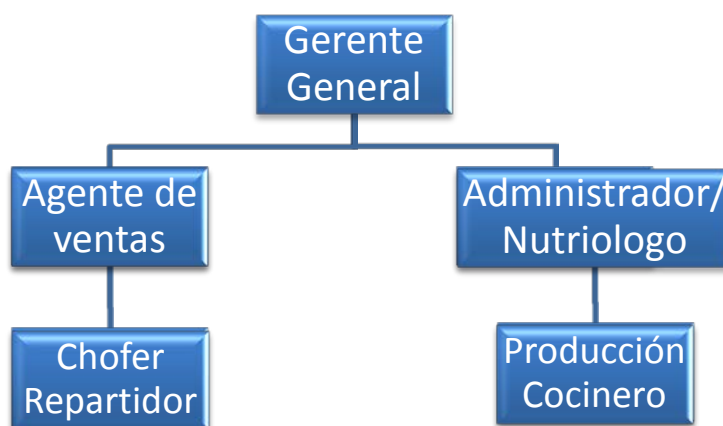 Gerente
General
Agente de
ventas
Administrador/
Nutriologo
Chofer
Repartidor
Producción
Cocinero